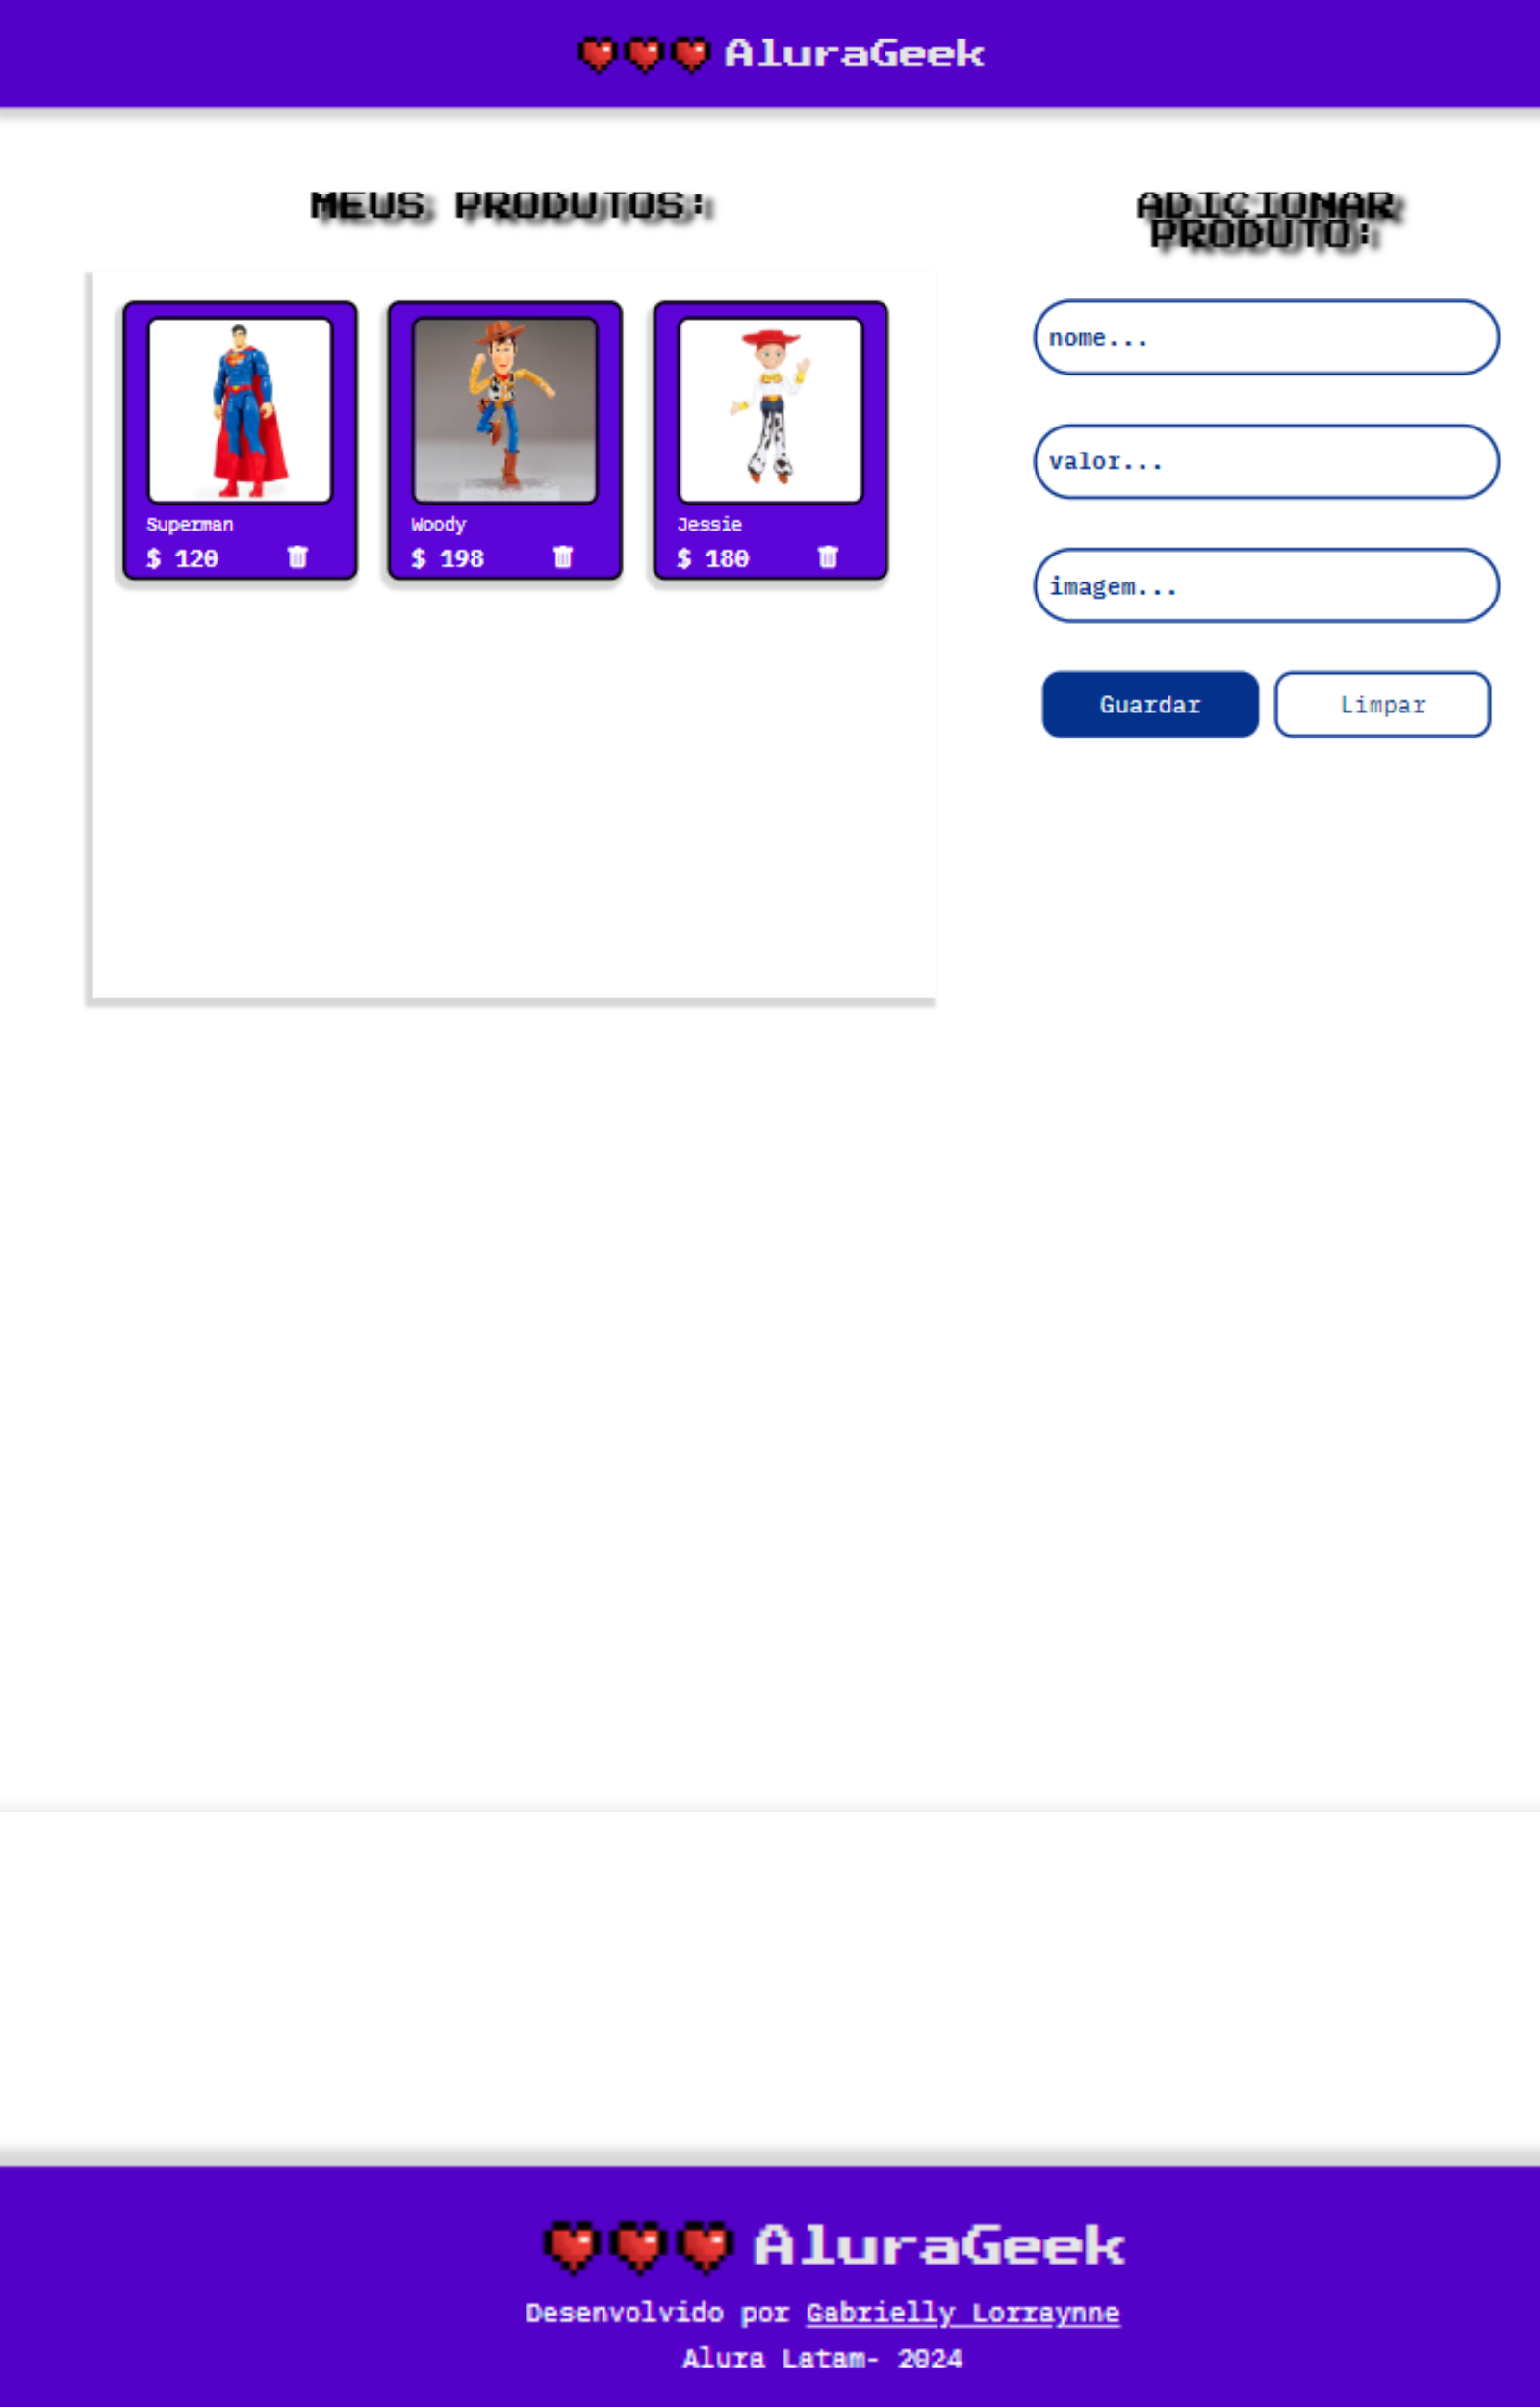 AluraGeek
MEUS PRODUTOS:
Superman
$ 120
Woody
$ 198
Jessie
$ 180
ADICIONAR
PRODUTO:
nome...
valor...
imagem...
Guardar
Limpar
AluraGeek
Desenvolvido por Gabrielly Lorraynne
Alura Latam- 2024